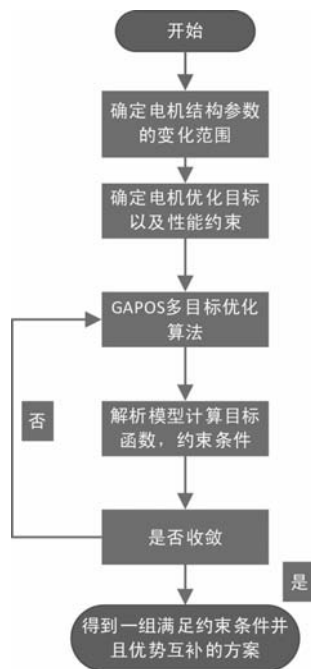 开始
确定电机结构参数
的变化范围
确定电机优化目标
以及性能约束
GAPOS多目标优化
算法
解析模型计算目标
函数，约束条件
否
是否收敛
是
得到一组满足约束条件并
且优势互补的方案